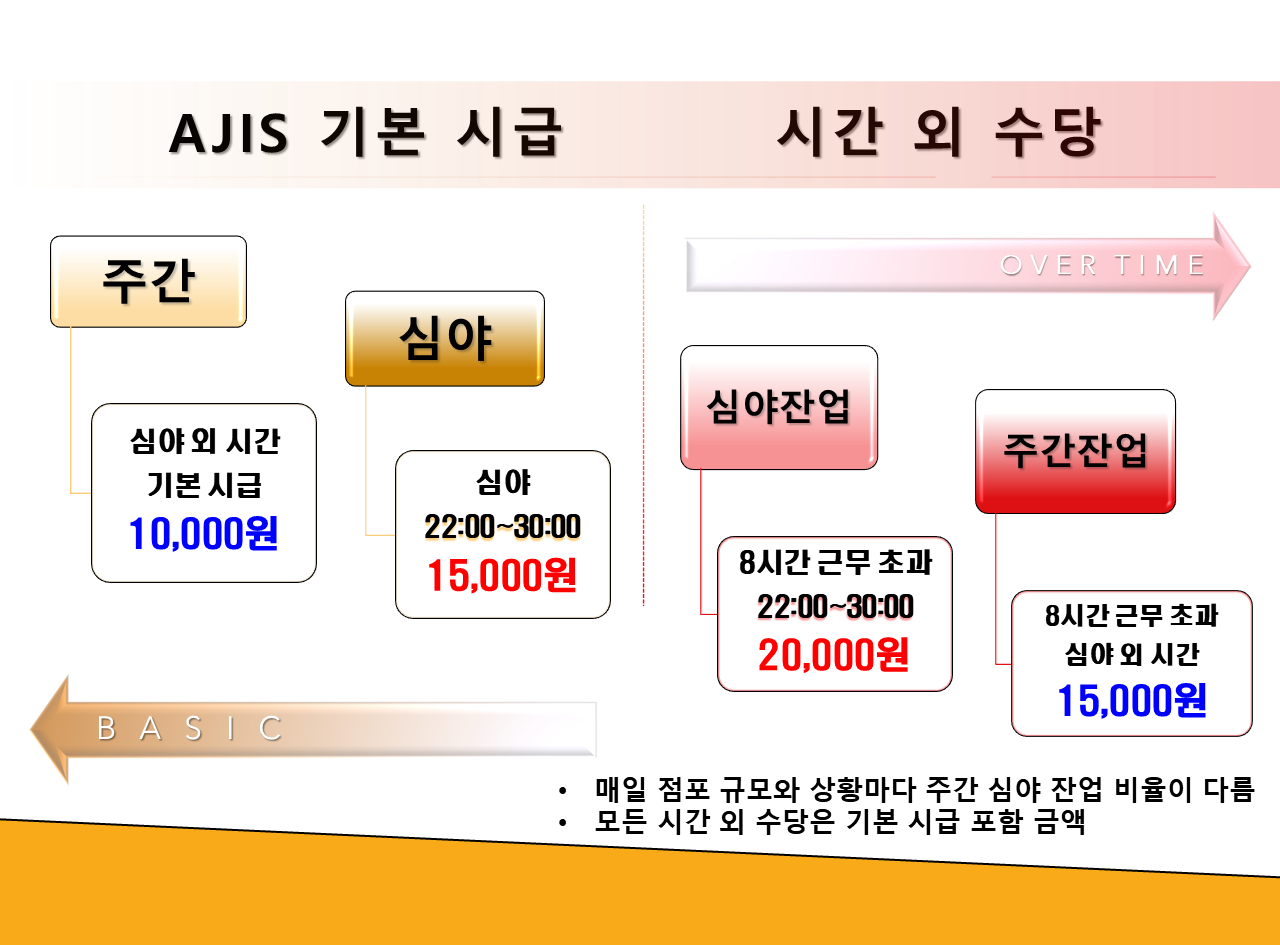 AJIS 기본 시급
시간 외 수당
주간
심야 외 시간
기본 시급
10,000원
심야
심야
22:00~30:00
15,000원
BASIC
OVER TIME
심야잔업
8시간 근무 초과
22:00~30:00
20,000원
주간잔업
8시간 근무 초과
심야 외 시간
15,000원
• 매일 점포 규모와 상황마다 주간 심야 잔업 비율이 다름
• 모든 시간 외 수당은 기본 시급 포함 금액